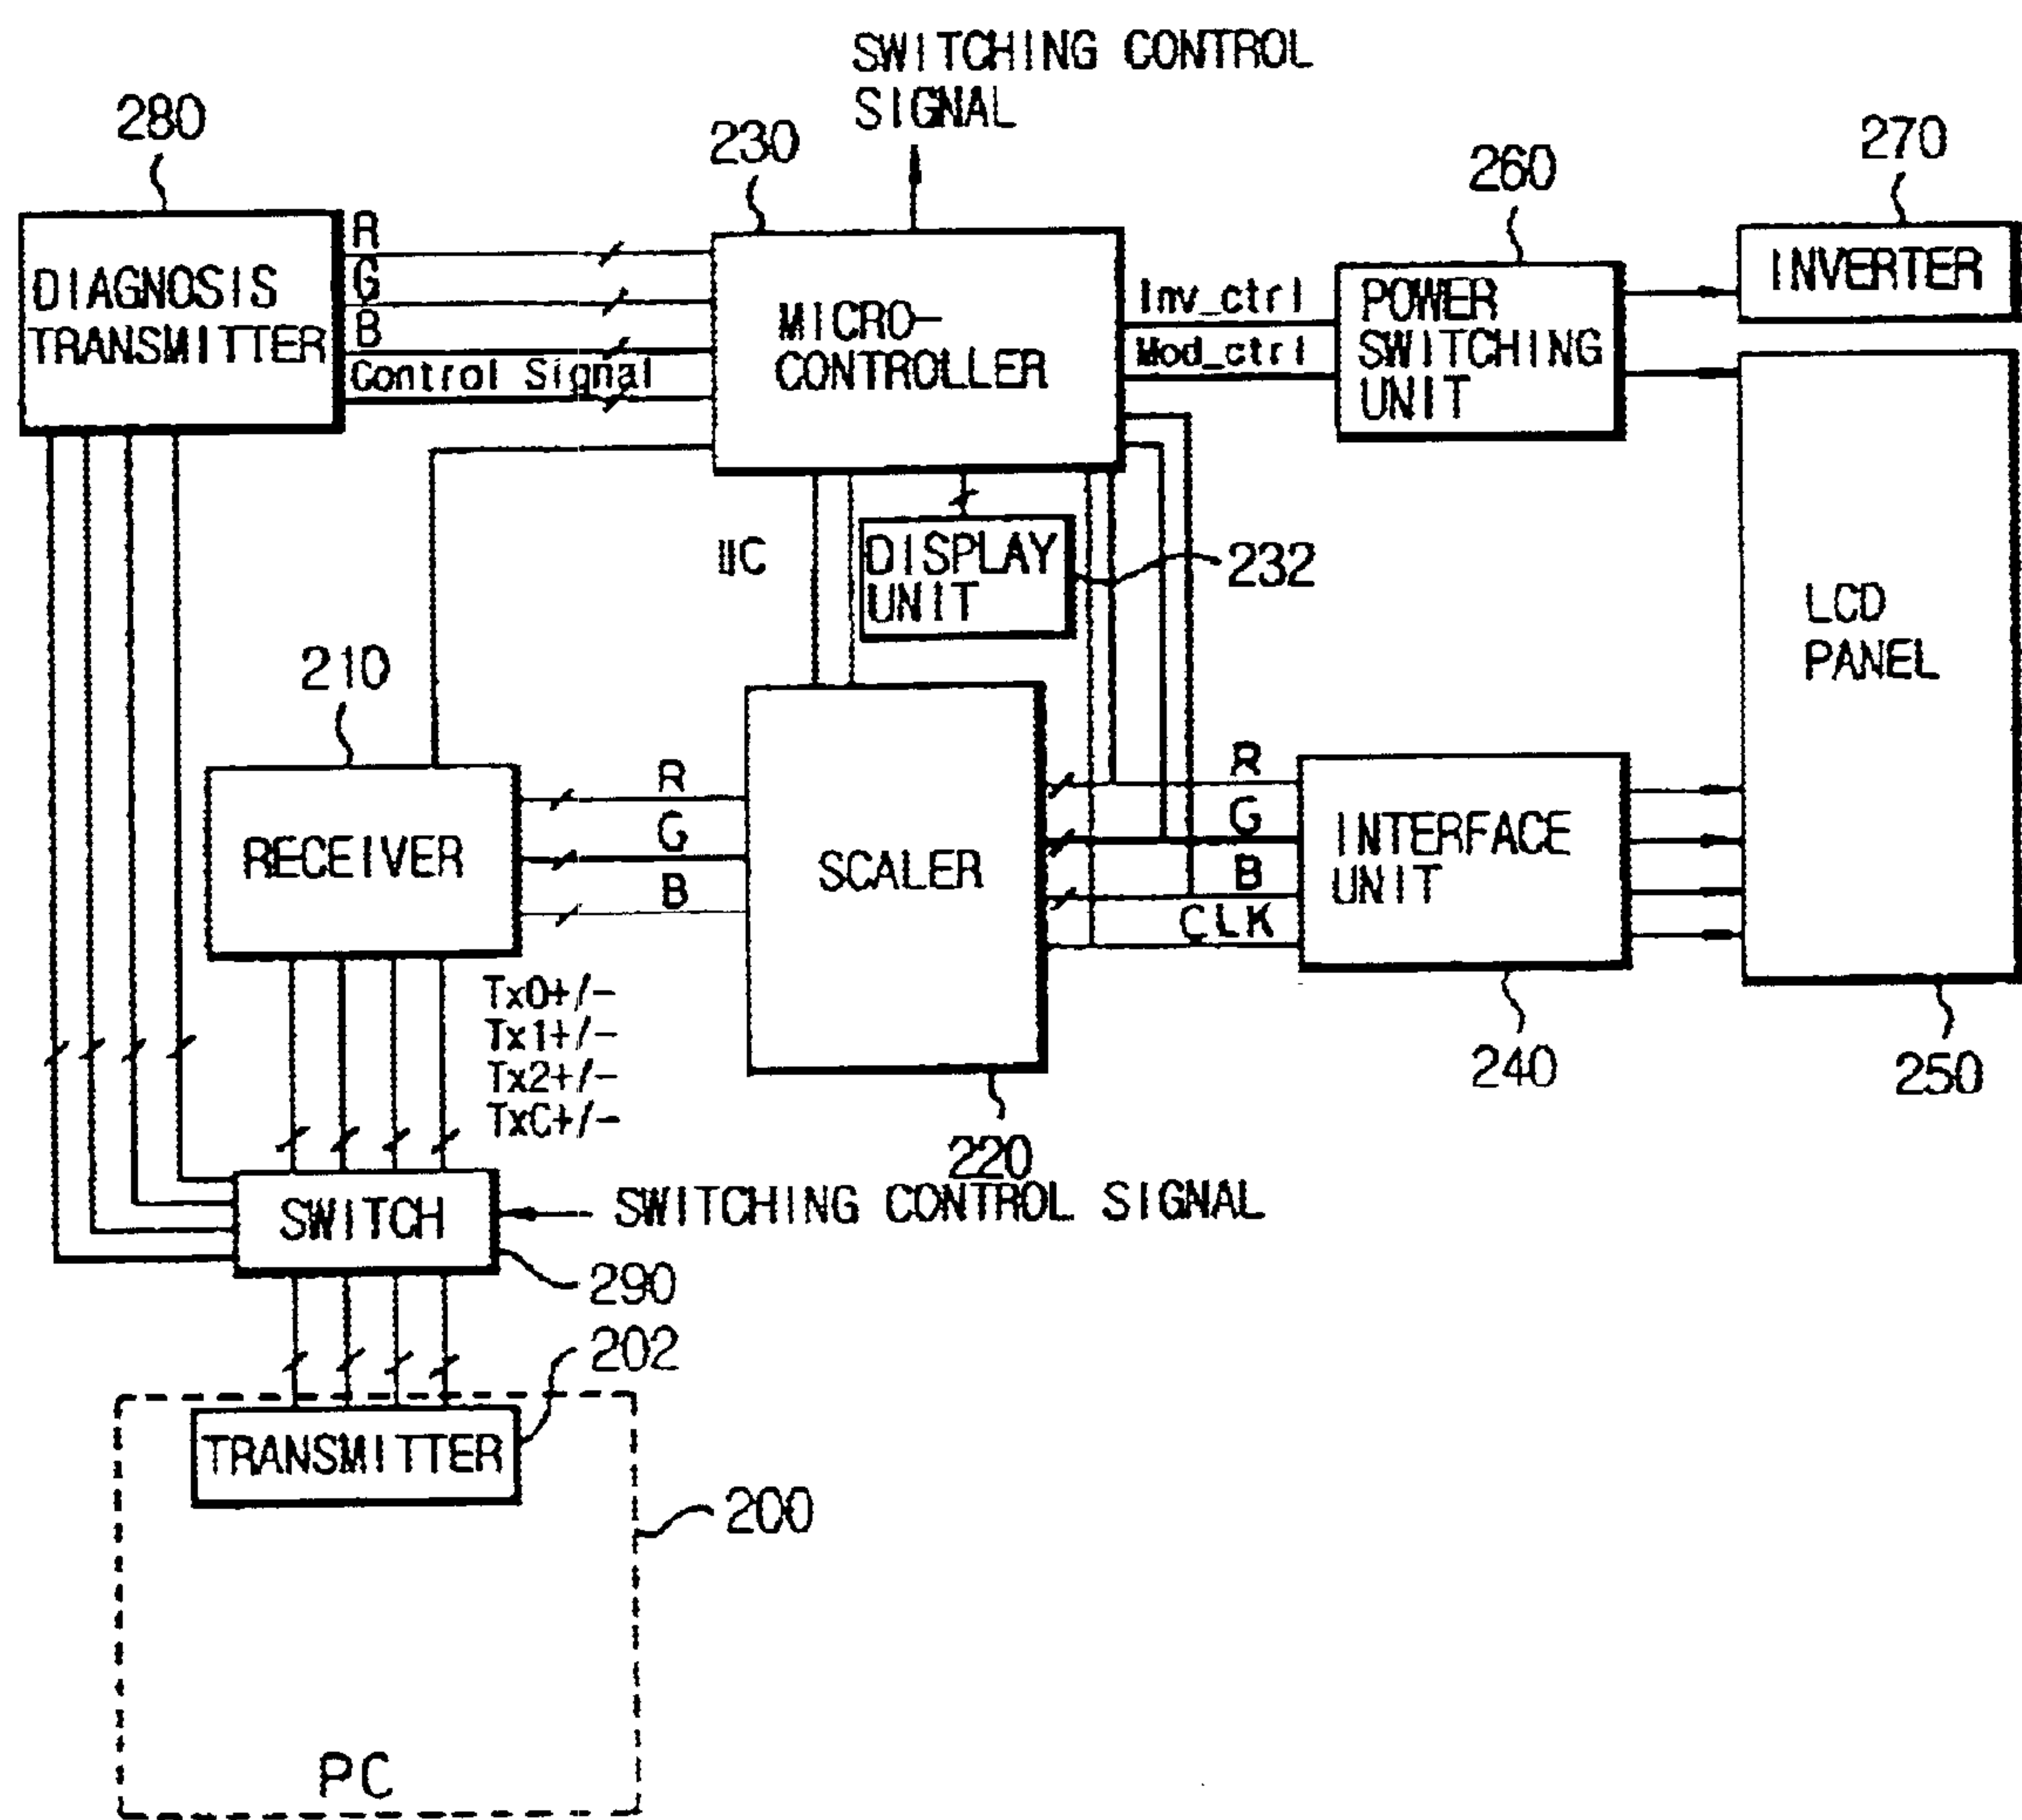 SWITCHING CONTROL
SIGNAL
280
230
260
270
DIAGNOSIS
TRANSMITTER
R
G
B
Control Signal
MICRO-
CONTROLLER
Inv_ctrl
Mod_ctrl
POWER
SWITCHING
UNIT
INVERTER
IIC
DISPLAY
UNIT
232
LCD
PANEL
210
RECEIVER
R
G
B
SCALER
R
G
B
CLK
INTERFACE
UNIT
Tx0+/-
Tx1+/-
Tx2+/-
TxC+/-
240
250
220
SWITCH
SWITCHING CONTROL SIGNAL
290
202
TRANSMITTER
200
PC